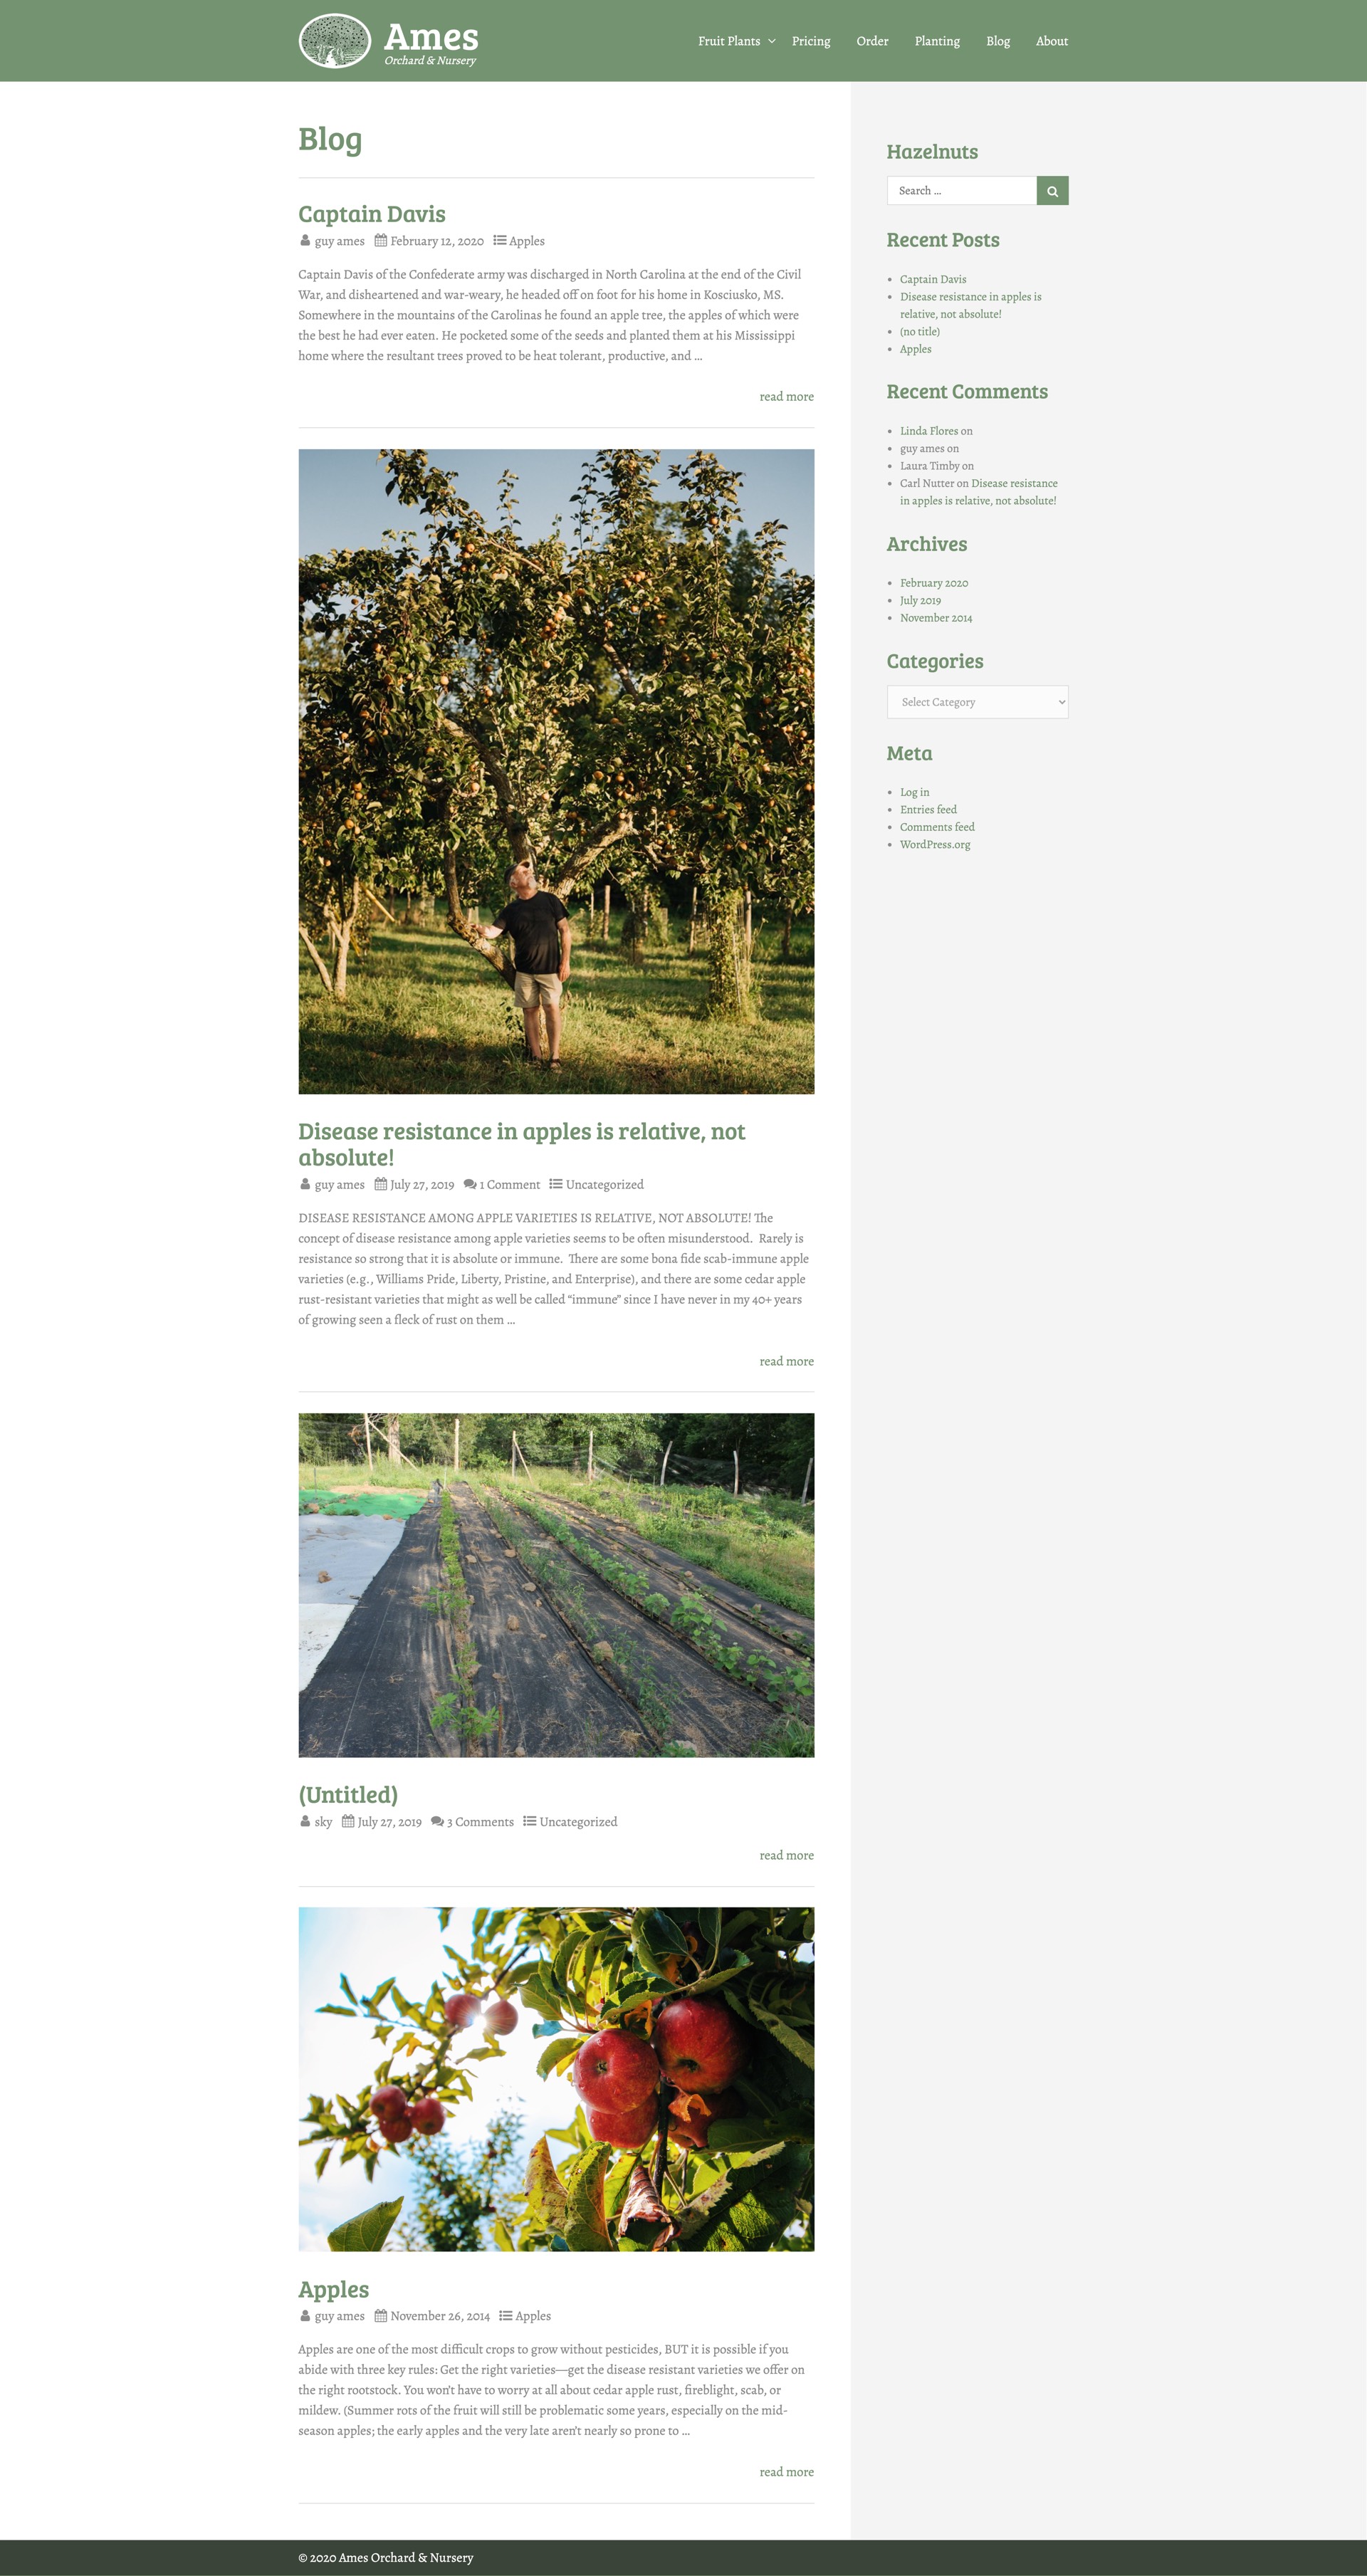 Ames
Orchard & Nursery
Fruit Plants
Pricing
Order
Planting
Blog
About
Blog
Captain Davis
guy ames February 12, 2020 Apples
Captain Davis of the Confederate army was discharged in North Carolina at the end of the Civil
War, and disheartened and war-weary, he headed off on foot for his home in Kosciusko, MS.
Somewhere in the mountains of the Carolinas he found an apple tree, the apples of which were
the best he had ever eaten. He pocketed some of the seeds and planted them at his Mississippi
home where the resultant trees proved to be heat tolerant, productive, and ...
read more
Disease resistance in apples is relative, not
absolute!
guy ames July 27, 2019 1 Comment Uncategorized
DISEASE RESISTANCE AMONG APPLE VARIETIES IS RELATIVE, NOT ABSOLUTE! The
concept of disease resistance among apple varieties seems to be often misunderstood.  Rarely is
resistance so strong that it is absolute or immune.  There are some bona fide scab-immune apple
varieties (e.g., Williams Pride, Liberty, Pristine, and Enterprise), and there are some cedar apple
rust-resistant varieties that might as well be called “immune” since I have never in my 40+ years
of growing seen a fleck of rust on them ...
read more
(Untitled)
sky July 27, 2019 3 Comments Uncategorized
read more
Apples
guy ames November 26, 2014 Apples
Apples are one of the most difficult crops to grow without pesticides, BUT it is possible if you
abide with three key rules: Get the right varieties—get the disease resistant varieties we offer on
the right rootstock. You won’t have to worry at all about cedar apple rust, fireblight, scab, or
mildew. (Summer rots of the fruit will still be problematic some years, especially on the mid-
season apples; the early apples and the very late aren’t nearly so prone to ...
read more
Hazelnuts
Search ...
Recent Posts
Captain Davis
Disease resistance in apples is
relative, not absolute!
(no title)
Apples
Recent Comments
Linda Flores on
guy ames on
Laura Timby on
Carl Nutter on Disease resistance
in apples is relative, not absolute!
Archives
February 2020
July 2019
November 2014
Categories
Select Category
Meta
Log in
Entries feed
Comments feed
WordPress.org
© 2020 Ames Orchard & Nursery